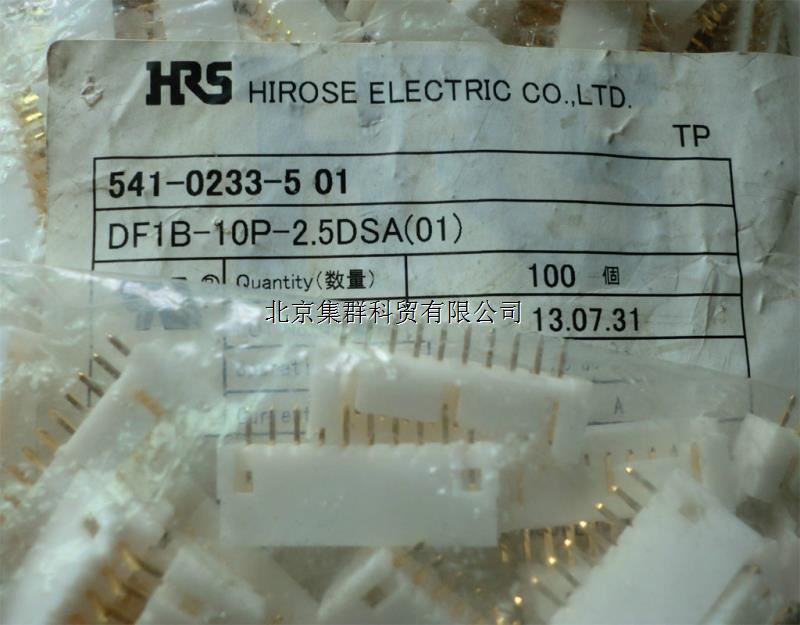 HRS HIROSE ELECTRIC CO.,LTD.
TP
541-0233-5 01
DF1B-10P-2.5DSA(01)
Quantity(数量) 100 個
北京集群科贸有限公司
13.07.31
A